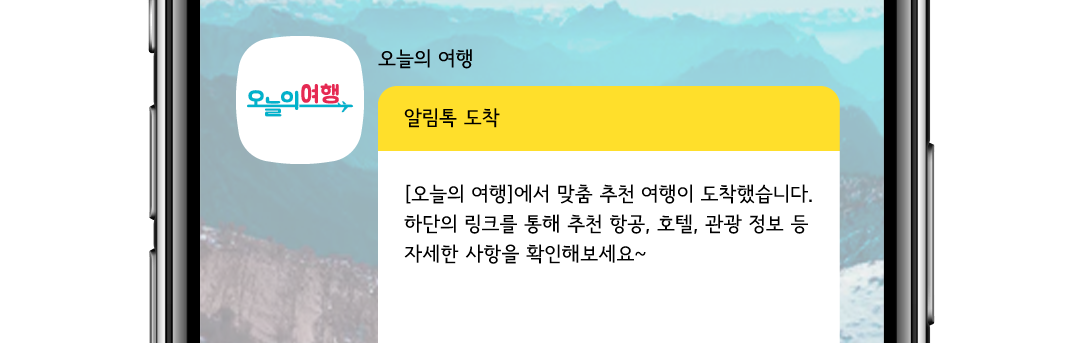 오늘의 여행
오늘의여행
알림톡 도착
[오늘의 여행]에서 맞춤 추천 여행이 도착했습니다.
하단의 링크를 통해 추천 항공, 호텔, 관광 정보 등
자세한 사항을 확인해보세요~